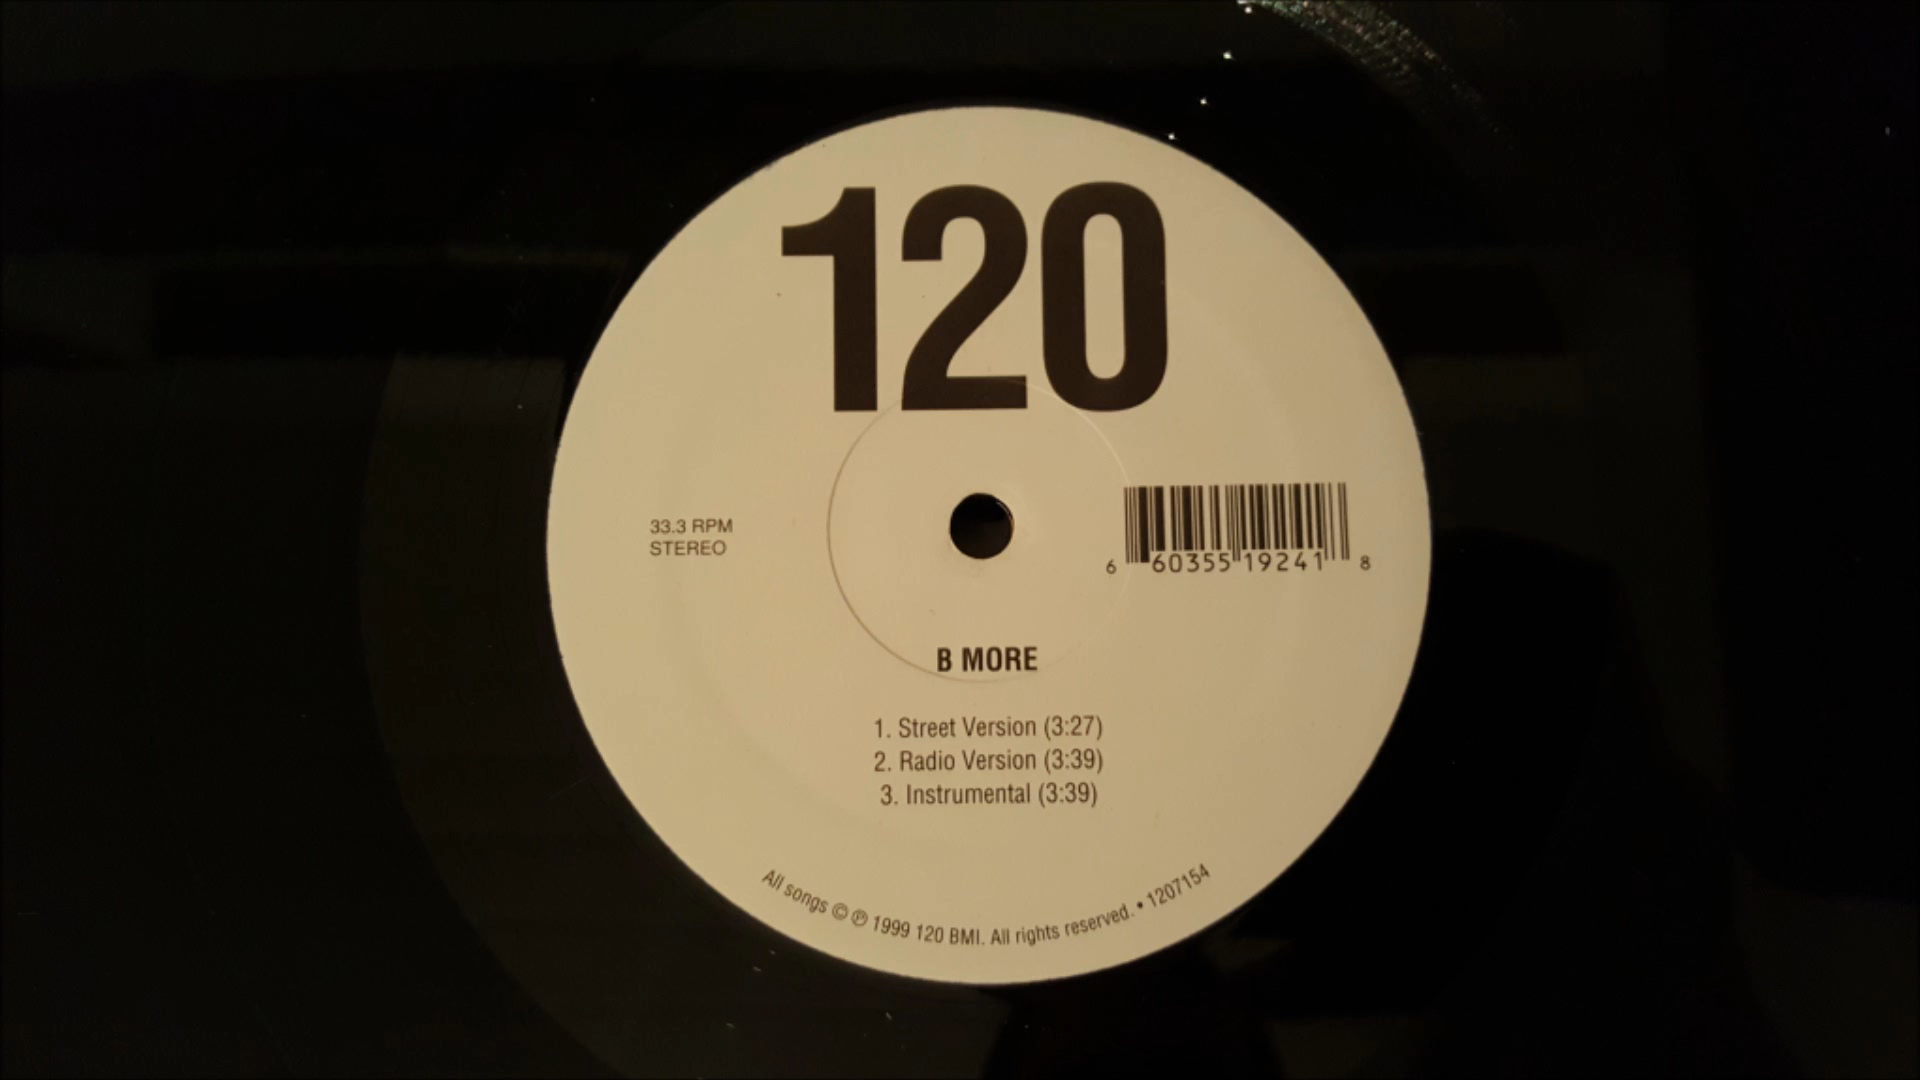 120
33.3 RPM
STEREO
6 60355 19241 8
B MORE
1. Street Version (3:27)
2. Radio Version (3:39)
3. Instrumental (3:39)
All songs © ℗ 1999 120 BMI. All rights reserved. • 1207154